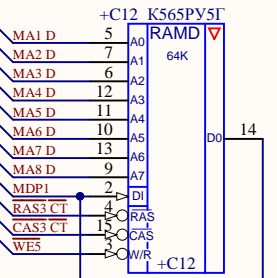 +C12 К565РУ5Г
MA1 D 5 A0 RAMD
MA2 D 7 A1 64K
MA3 D 6 A2
MA4 D 12 A3
MA5 D 11 A4
MA6 D 10 A5 D0 14
MA7 D 13 A6
MA8 D 9 A7
MDP1 2 DI
RAS3 CT 4 RAS
CAS3 CT 15 CAS
WE5 3 W/R
+C12